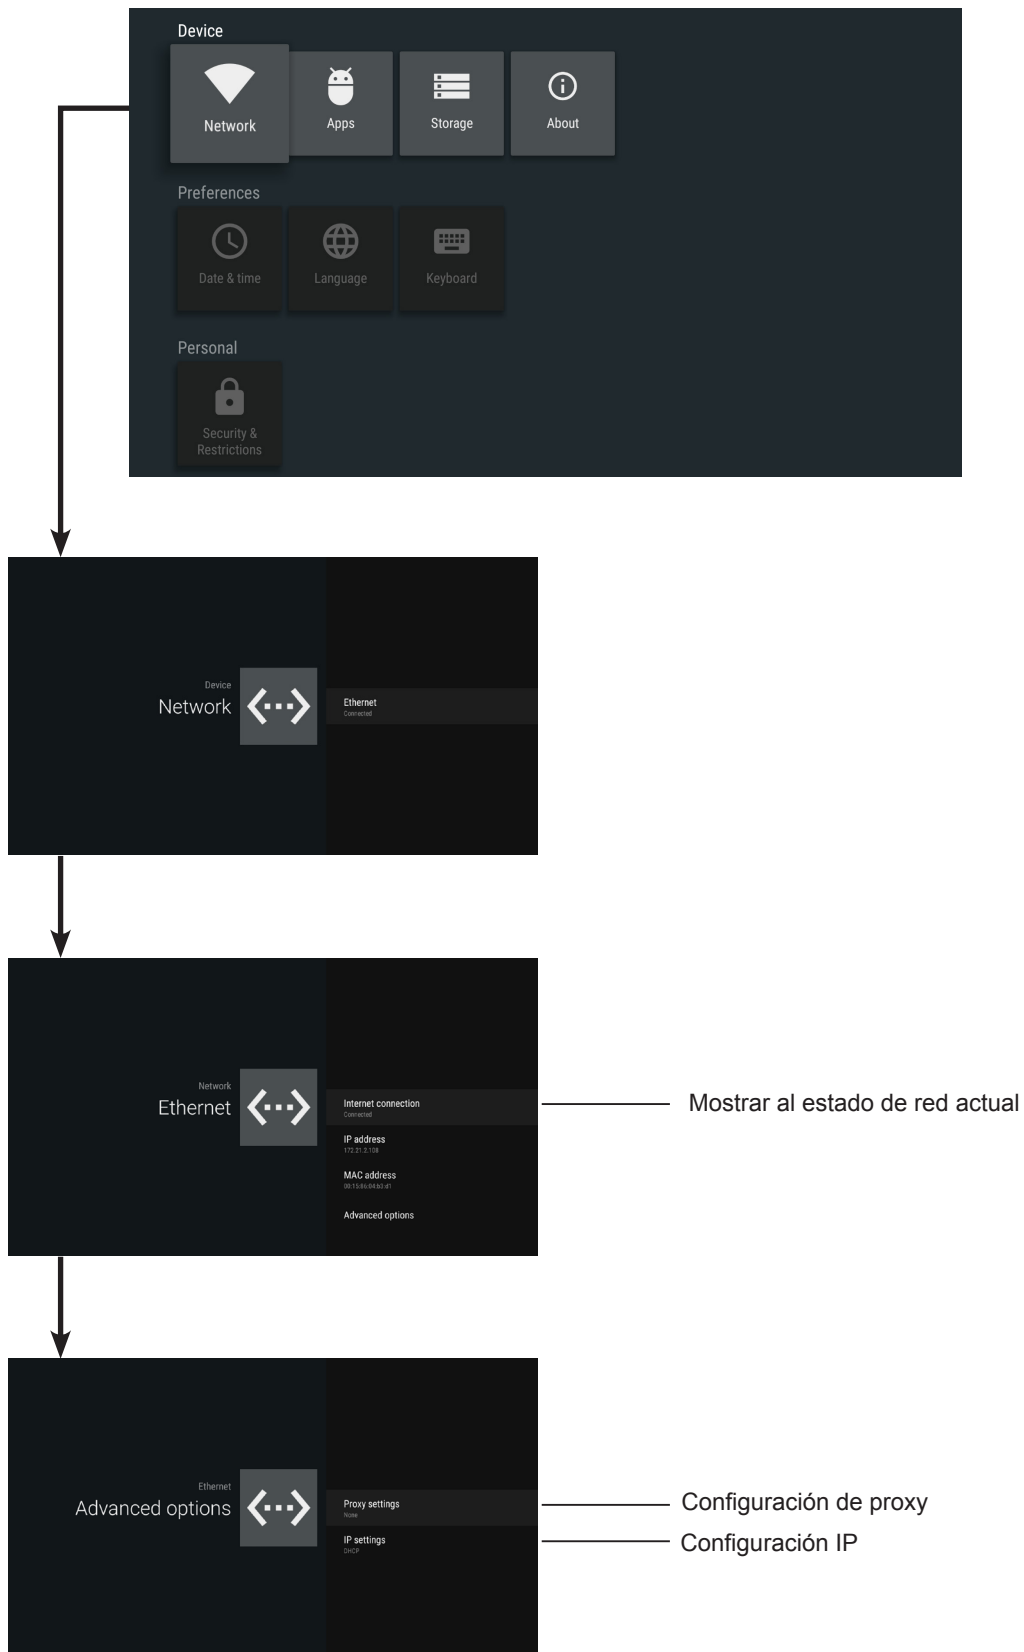 Device
Network
Apps
Storage
About
Preferences
Date & time
Language
Keyboard
Personal
Security &
Restrictions
Device
Network
Ethernet
Connected
Network
Ethernet
Internet connection
Connected
Mostrar al estado de red actual
IP address
172.21.2.108
MAC address
Advanced options
Ethernet
Advanced options
Proxy settings
None
Configuración de proxy
IP settings
DHCP
Configuración IP